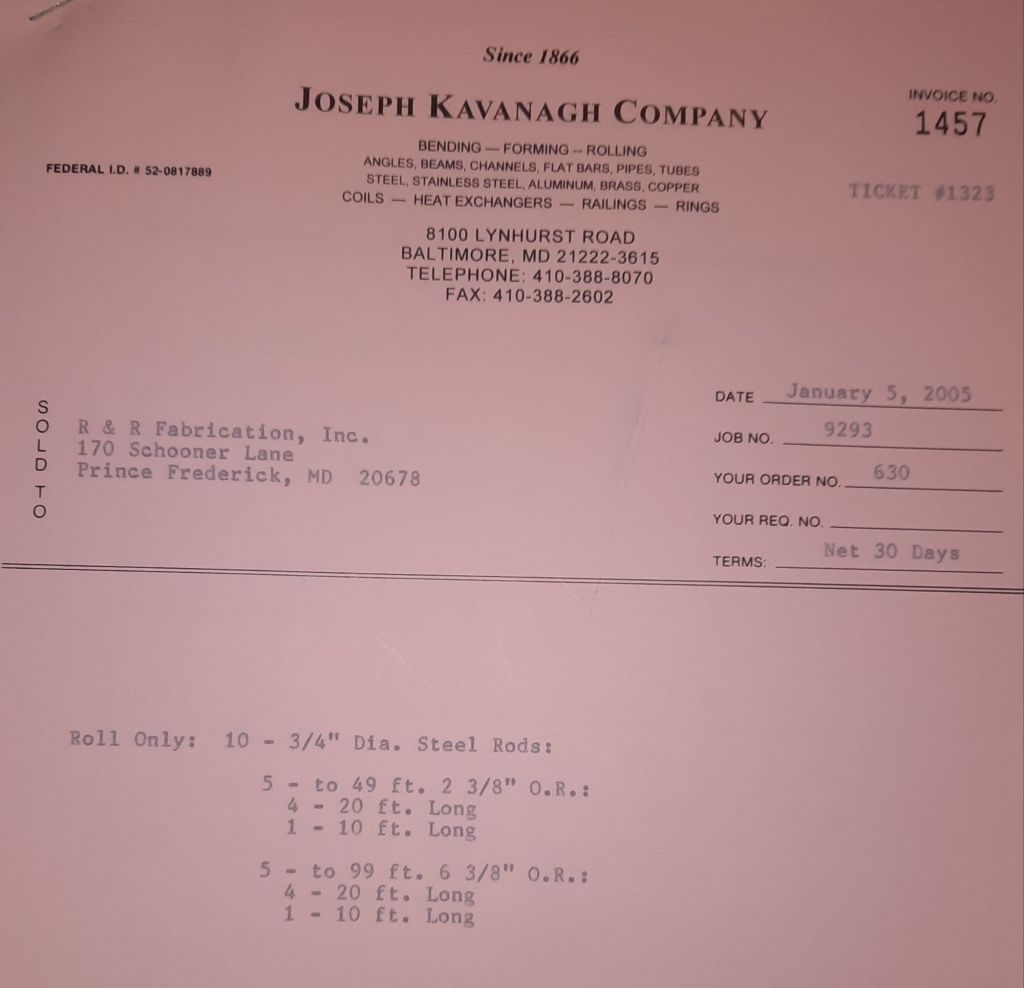 Since 1866
JOSEPH KAVANAGH COMPANY
INVOICE NO.
1457
BENDING — FORMING – ROLLING
ANGLES, BEAMS, CHANNELS, FLAT BARS, PIPES, TUBES
STEEL, STAINLESS STEEL, ALUMINUM, BRASS, COPPER
COILS — HEAT EXCHANGERS — RAILINGS — RINGS
FEDERAL I.D. # 52-0817889
TICKET #1323
8100 LYNHURST ROAD
BALTIMORE, MD 21222-3615
TELEPHONE: 410-388-8070
FAX: 410-388-2602
SOLD TO
R & R Fabrication, Inc.
170 Schooner Lane
Prince Frederick, MD 20678
DATE January 5, 2005
JOB NO. 9293
YOUR ORDER NO. 630
YOUR REQ. NO.
TERMS: Net 30 Days
Roll Only: 10 - 3/4" Dia. Steel Rods:
5 - to 49 ft. 2 3/8" O.R.:
4 - 20 ft. Long
1 - 10 ft. Long
5 - to 99 ft. 6 3/8" O.R.:
4 - 20 ft. Long
1 - 10 ft. Long